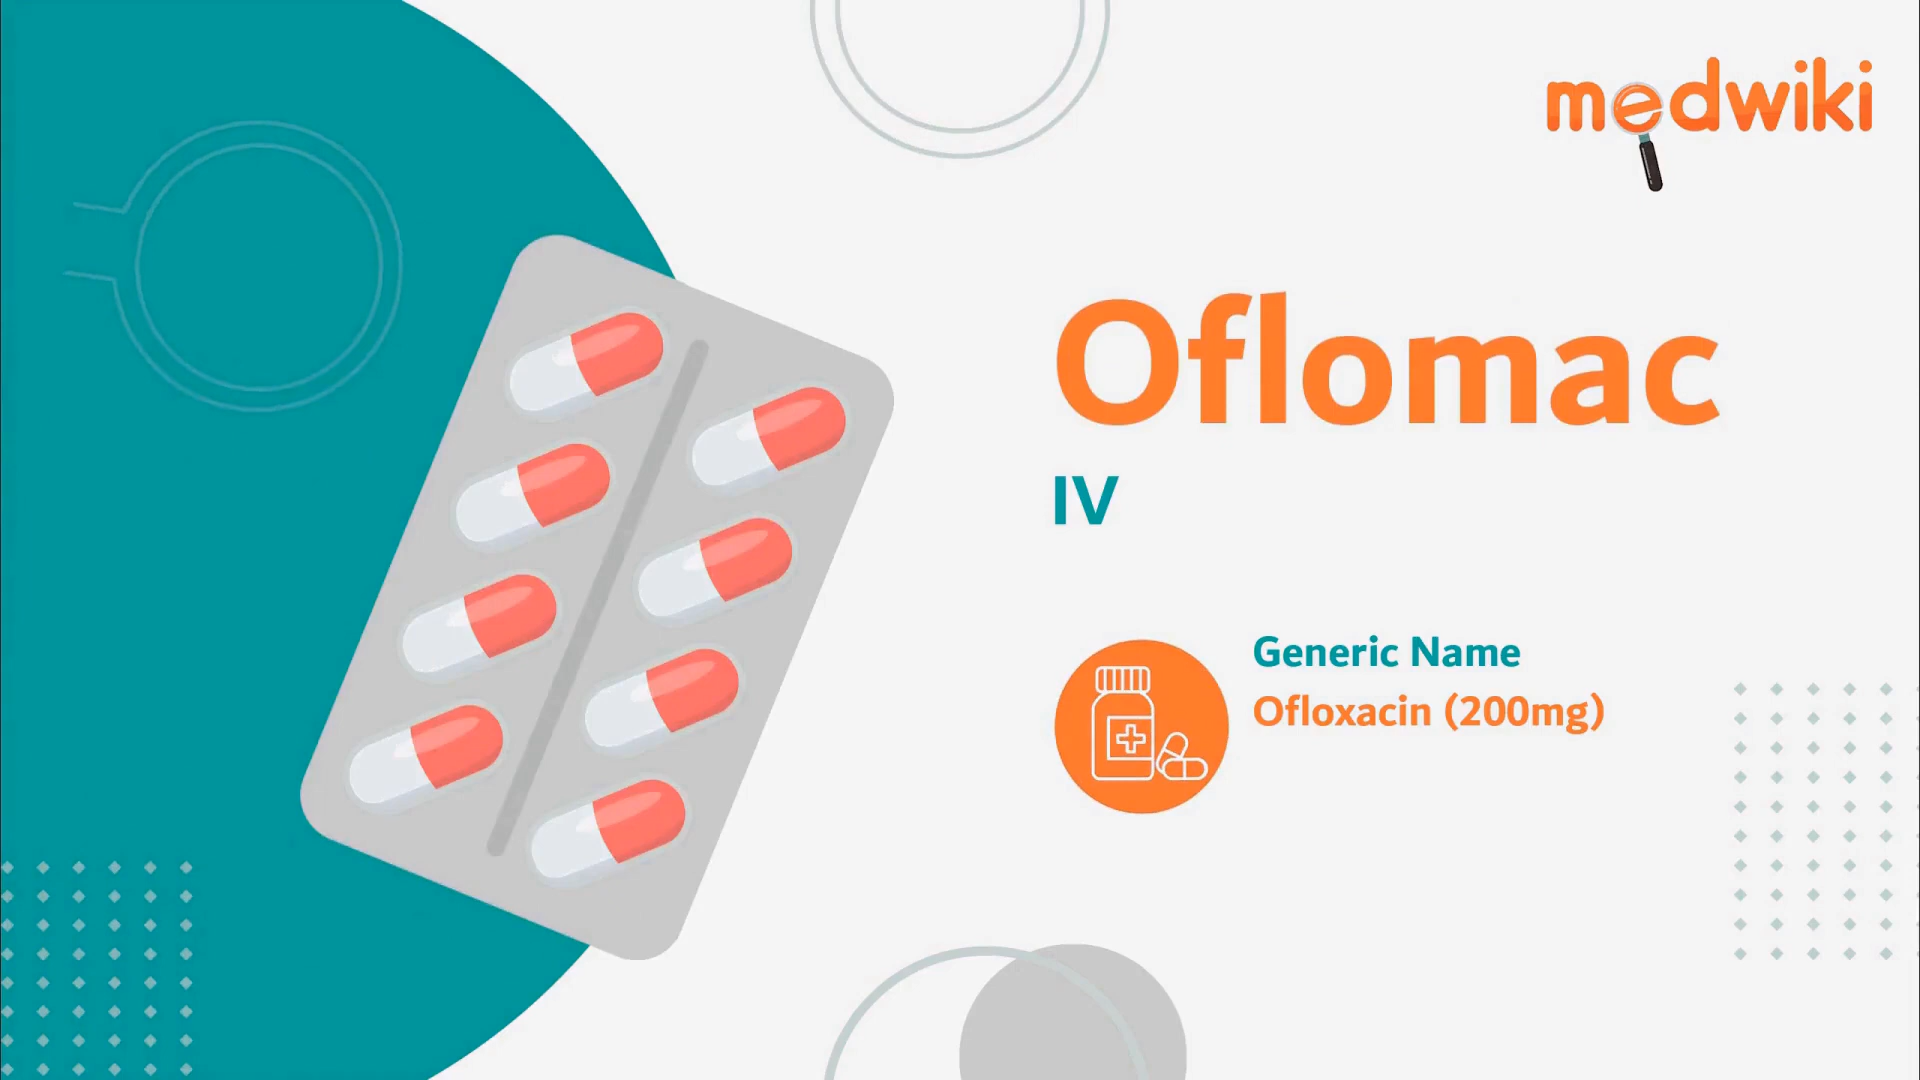 medwiki
Oflomac
IV
Generic Name
Ofloxacin (200mg)